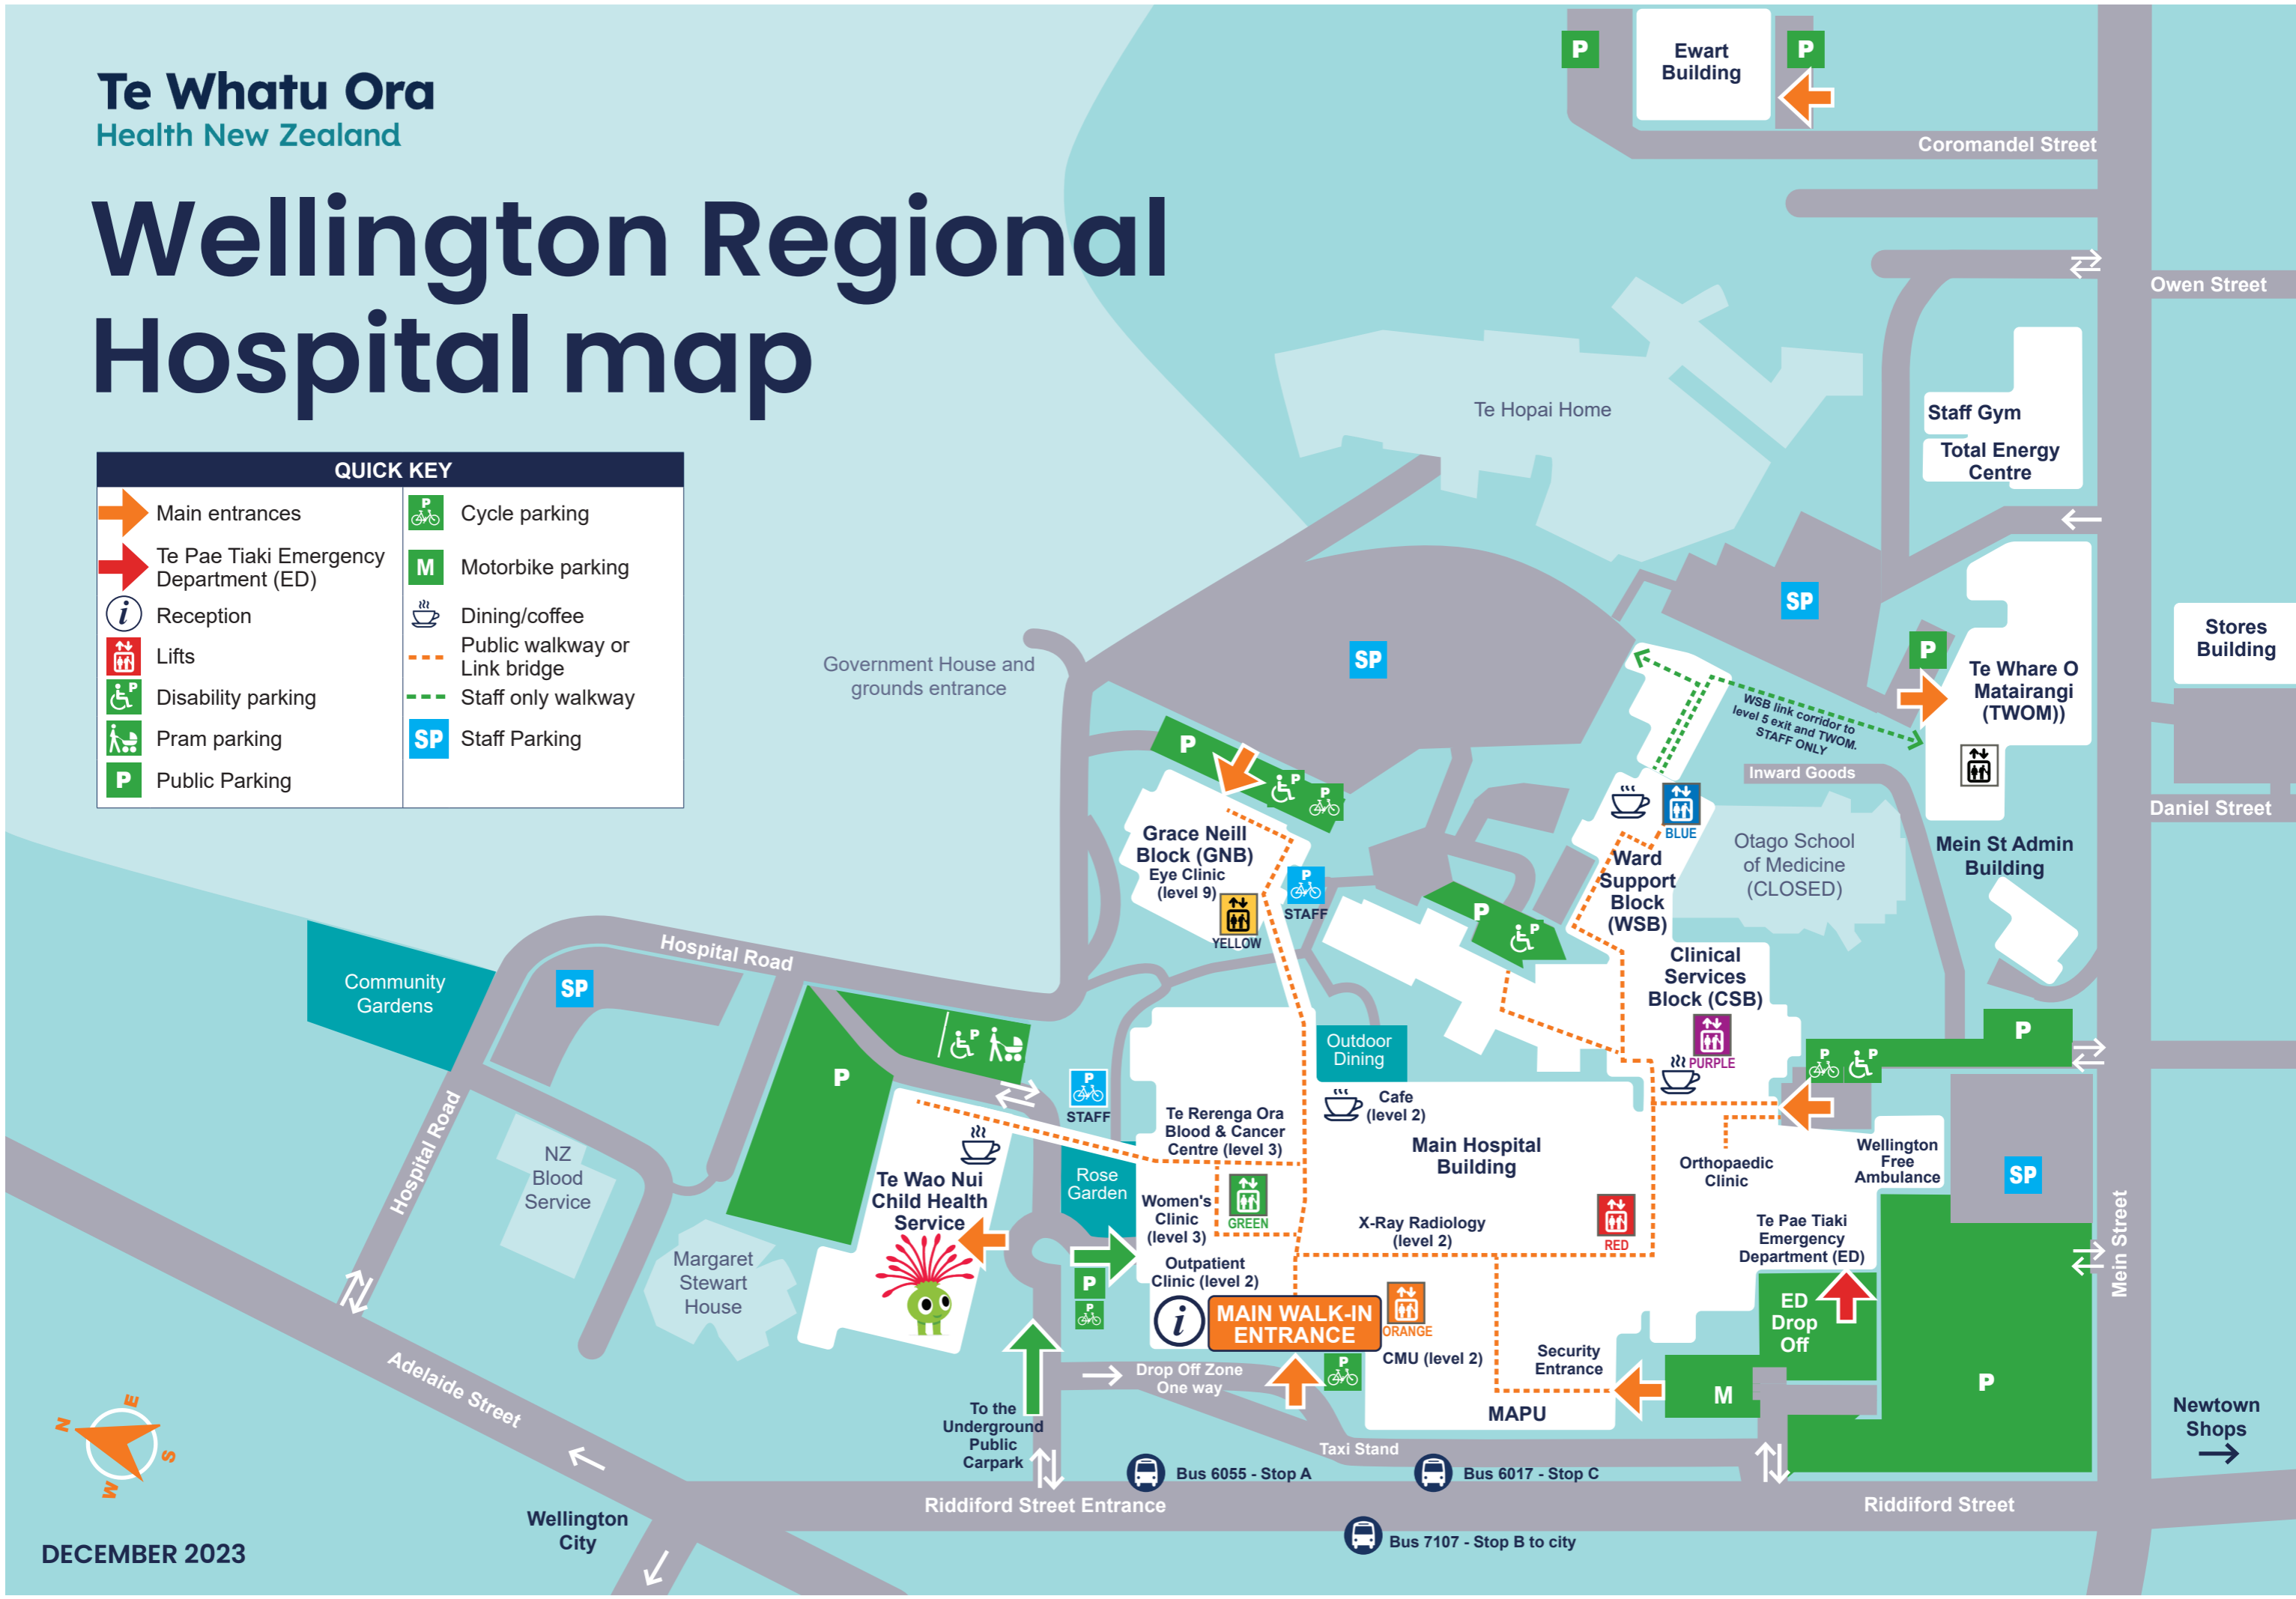 Te Whatu Ora
Health New Zealand
Wellington Regional
Hospital map
QUICK KEY
Main entrances
Te Pae Tiaki Emergency
Department (ED)
Reception
Lifts
Disability parking
Pram parking
P
Public Parking
P
Cycle parking
M
Motorbike parking
Dining/coffee
Public walkway or
Link bridge
Staff only walkway
SP
Staff Parking
P
Ewart
Building
P
Coromandel Street
Owen Street
Te Hopai Home
Staff Gym
Total Energy
Centre
SP
SP
Stores
Building
P
Te Whare O
Matairangi
(TWOM))
Government House and
grounds entrance
WSB link corridor to
level 5 exit and TWOM.
STAFF ONLY
Inward Goods
Daniel Street
P
P
P
BLUE
Grace Neill
Block (GNB)
Eye Clinic
(level 9)
YELLOW
P
STAFF
Ward
Support
Block
(WSB)
Otago School
of Medicine
(CLOSED)
Mein St Admin
Building
P
P
Hospital Road
Community
Gardens
SP
Clinical
Services
Block (CSB)
PURPLE
P
P
P
P
P
P
STAFF
Outdoor
Dining
Cafe
(level 2)
Te Rerenga Ora
Blood & Cancer
Centre (level 3)
Main Hospital
Building
Orthopaedic
Clinic
Wellington
Free
Ambulance
SP
Hospital Road
NZ
Blood
Service
Te Wao Nui
Child Health
Service
Rose
Garden
Women's
Clinic
(level 3)
GREEN
X-Ray Radiology
(level 2)
RED
Te Pae Tiaki
Emergency
Department (ED)
Mein Street
Margaret
Stewart
House
Outpatient
Clinic (level 2)
P
P
i
MAIN WALK-IN
ENTRANCE
ORANGE
CMU (level 2)
Security
Entrance
ED
Drop
Off
P
M
P
MAPU
Drop Off Zone
One way
Adelaide Street
To the
Underground
Public
Carpark
Taxi Stand
Bus 6055 - Stop A
Bus 6017 - Stop C
Newtown
Shops
Riddiford Street Entrance
Riddiford Street
Bus 7107 - Stop B to city
Wellington
City
N
E
S
W
DECEMBER 2023